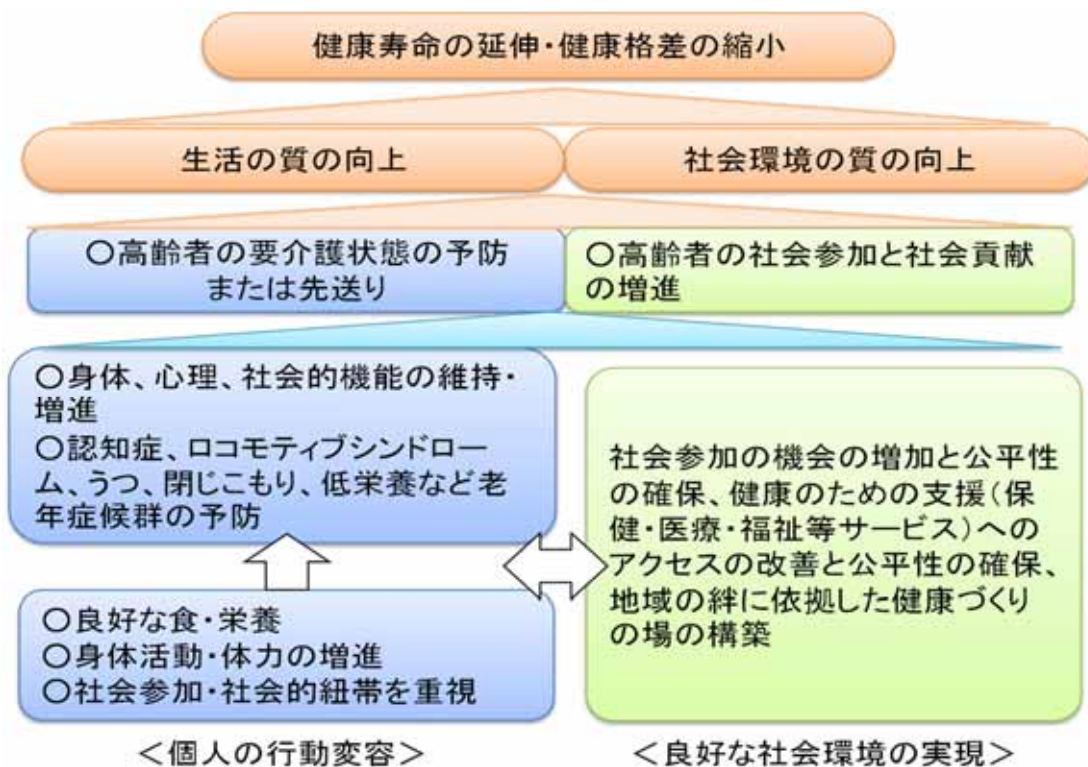 健康寿命の延伸・健康格差の縮小
生活の質の向上
社会環境の質の向上
○高齢者の要介護状態の予防
または先送り
○高齢者の社会参加と社会貢献
の増進
○身体、心理、社会的機能の維持・
増進
○認知症、ロコモティブシンドロー
ム、うつ、閉じこもり、低栄養など老
年症候群の予防
○良好な食・栄養
○身体活動・体力の増進
○社会参加・社会的紐帯を重視
社会参加の機会の増加と公平性
の確保、健康のための支援(保
健・医療・福祉等サービス)への
アクセスの改善と公平性の確保、
地域の絆に依拠した健康づくり
の場の構築
<個人の行動変容>
<良好な社会環境の実現>